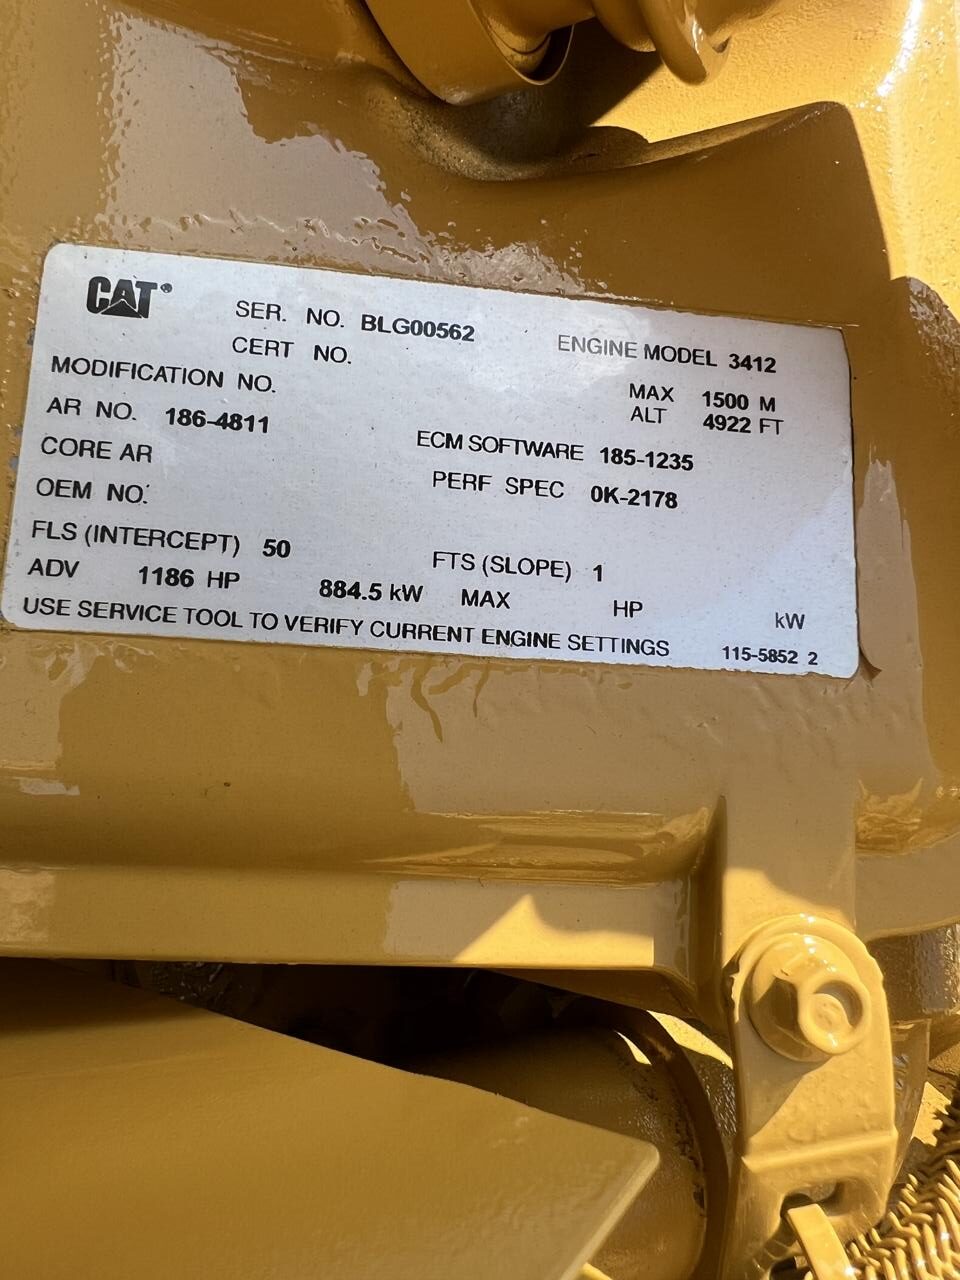 CAT®
SER. NO. BLG00562 ENGINE MODEL 3412
CERT NO.
MODIFICATION NO. MAX 1500 M
ALT 4922 FT
AR NO. 186-4811
CORE AR ECM SOFTWARE 185-1235
OEM NO. PERF SPEC 0K-2178
FLS (INTERCEPT) 50 FTS (SLOPE) 1
ADV 1186 HP 884.5 kW MAX HP kW
USE SERVICE TOOL TO VERIFY CURRENT ENGINE SETTINGS 115-5852 2